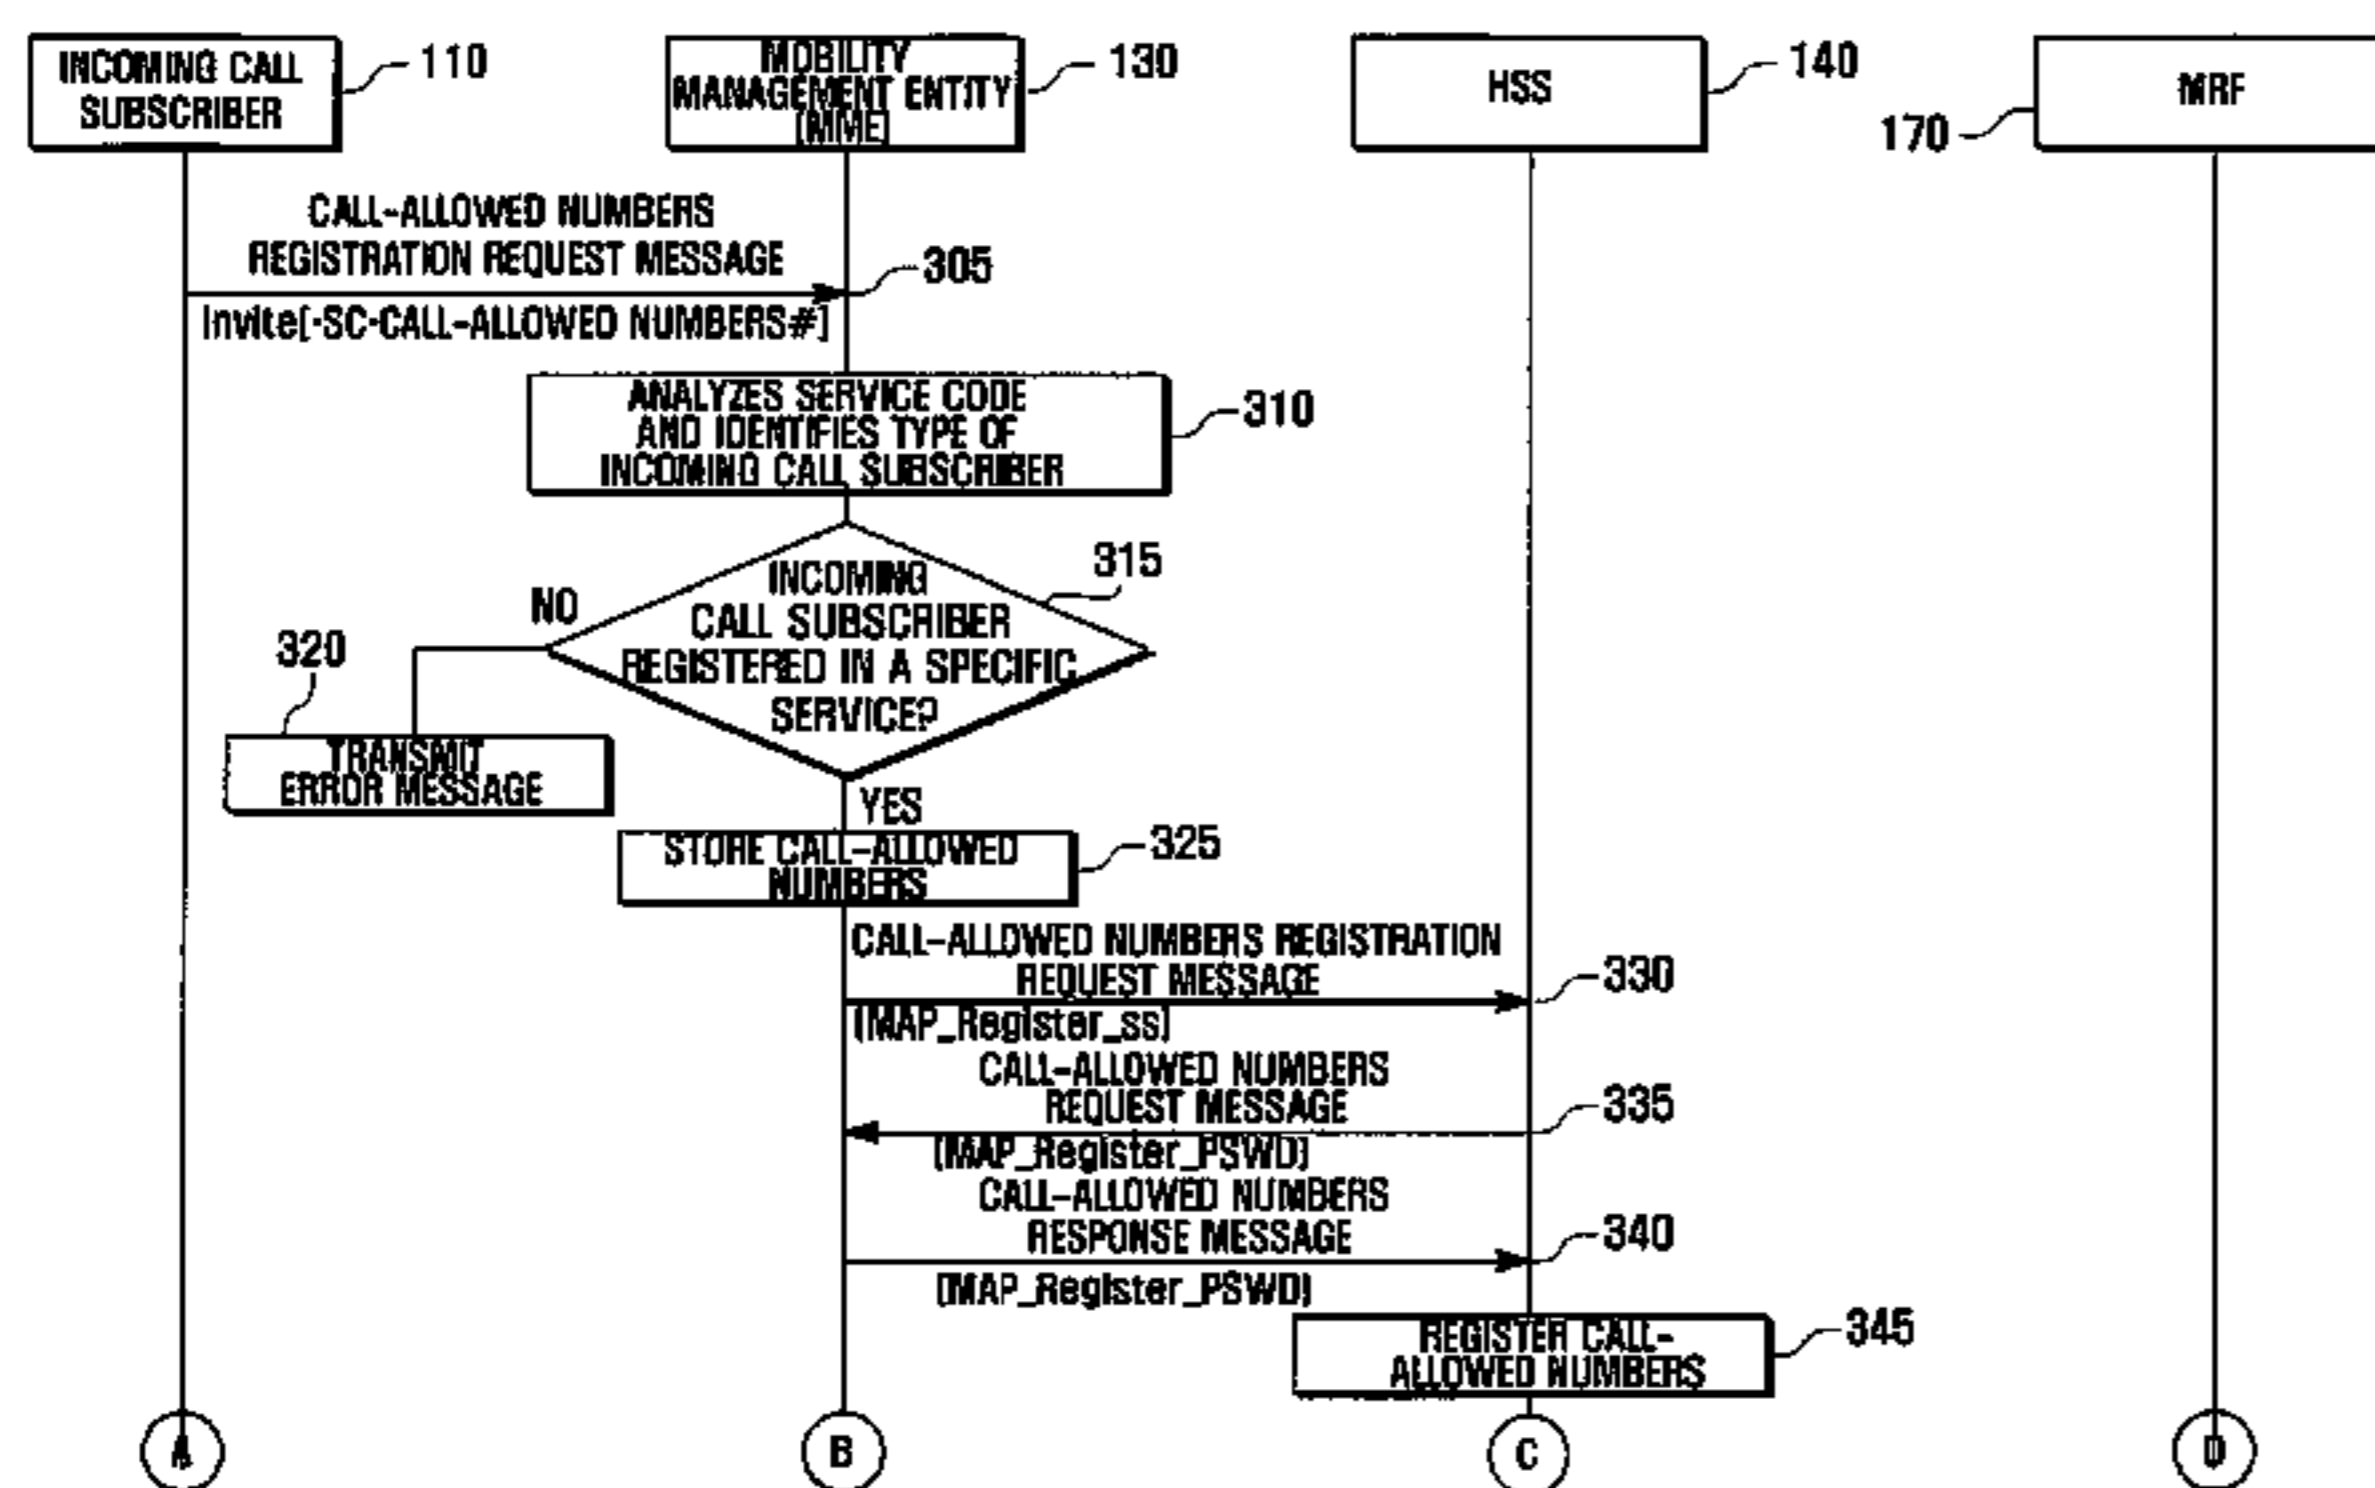 INCOMING CALL
SUBSCRIBER
110
MOBILITY
MANAGEMENT ENTITY
(MME)
130
HSS
140
MRF
170
CALL-ALLOWED NUMBERS
REGISTRATION REQUEST MESSAGE
305
Invite(·SC·CALL-ALLOWED NUMBERS#)
ANALYZES SERVICE CODE
AND IDENTIFIES TYPE OF
INCOMING CALL SUBSCRIBER
310
INCOMING
CALL SUBSCRIBER
REGISTERED IN A SPECIFIC
SERVICE?
315
NO
320
TRANSMIT
ERROR MESSAGE
YES
STORE CALL-ALLOWED
NUMBERS
325
CALL-ALLOWED NUMBERS REGISTRATION
REQUEST MESSAGE
330
(MAP_Register_ss)
CALL-ALLOWED NUMBERS
REQUEST MESSAGE
335
(MAP_Register_PSWD)
CALL-ALLOWED NUMBERS
RESPONSE MESSAGE
340
(MAP_Register_PSWD)
REGISTER CALL-
ALLOWED NUMBERS
345
A
B
C
D